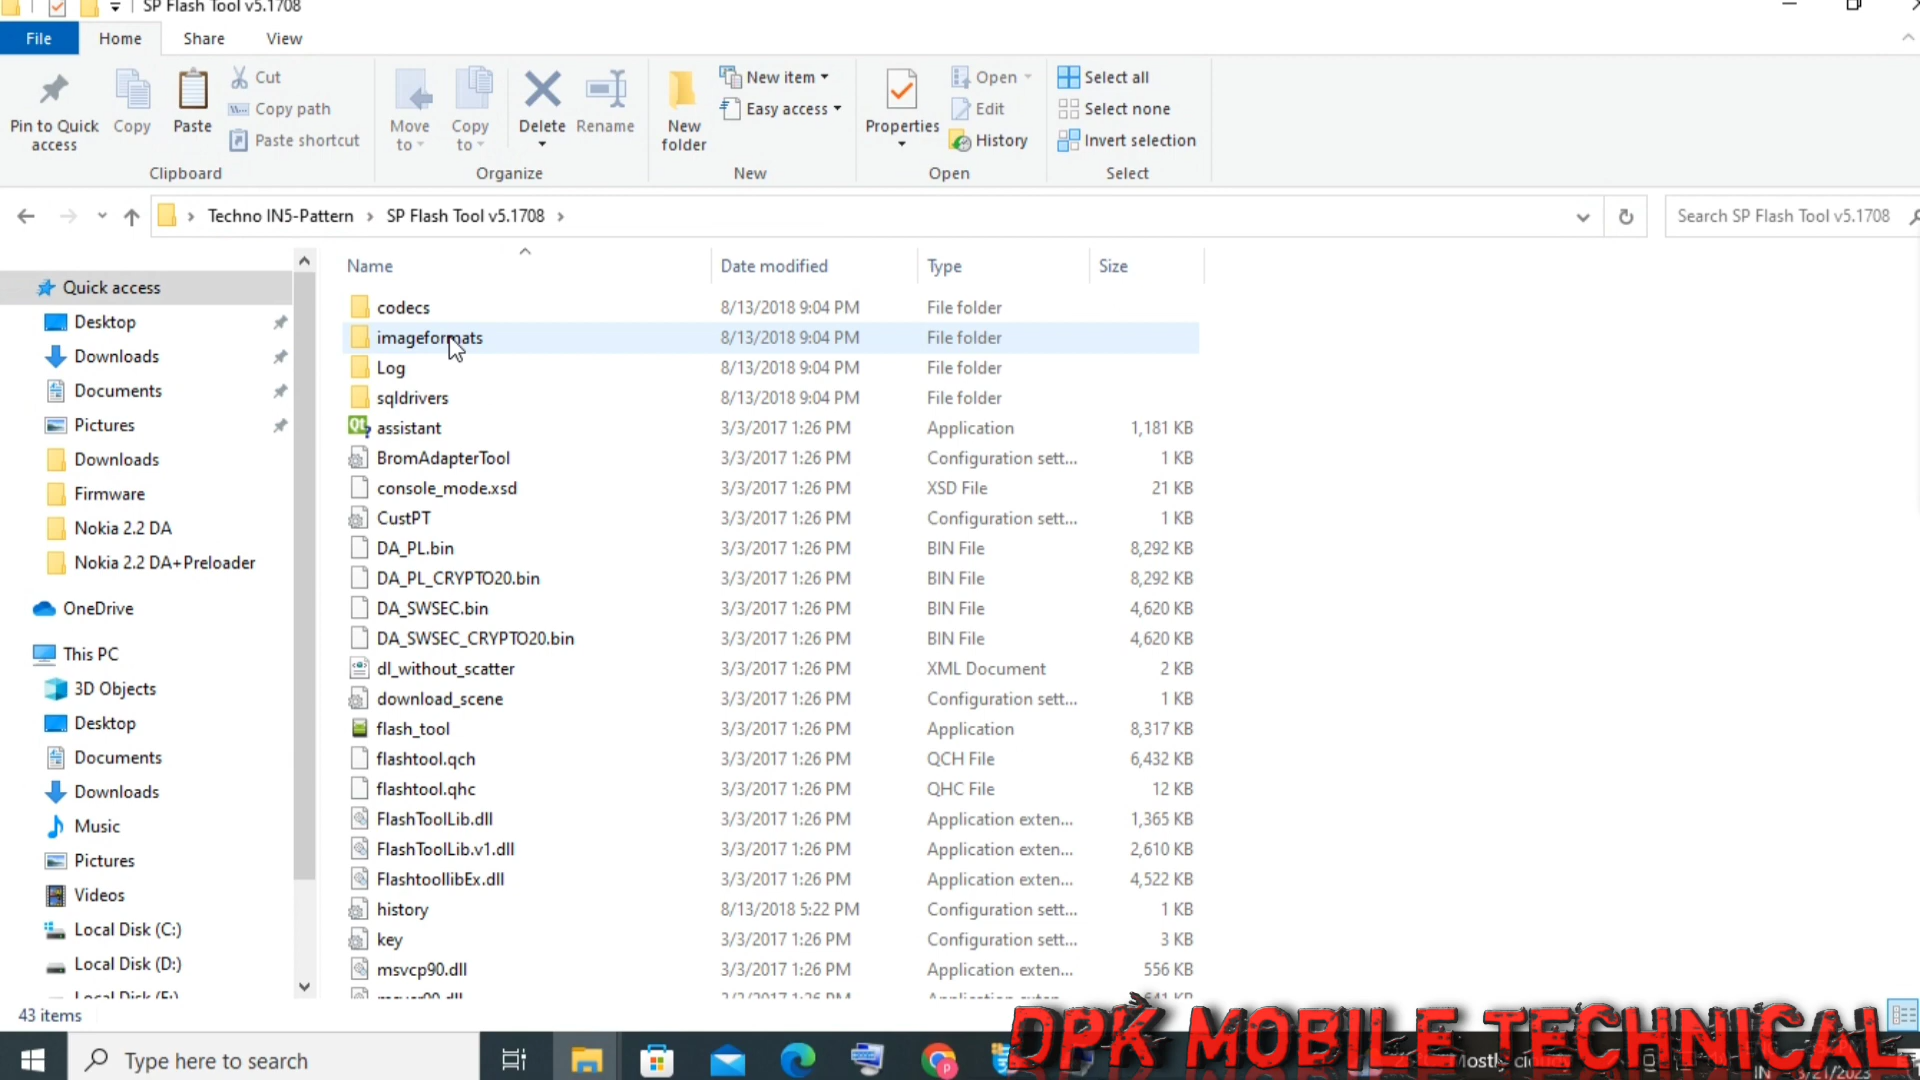 SP Flash Tool v5.1708
File
Home
Share
View
Pin to Quick access
Copy
Paste
Cut
Copy path
Paste shortcut
Clipboard
Move to
Copy to
Delete
Rename
Organize
New folder
New item
Easy access
New
Properties
Open
Edit
History
Open
Select all
Select none
Invert selection
Select
Techno IN5-Pattern > SP Flash Tool v5.1708 >
Search SP Flash Tool v5.1708
Quick access
Desktop
Downloads
Documents
Pictures
Downloads
Firmware
Nokia 2.2 DA
Nokia 2.2 DA+Preloader
OneDrive
This PC
3D Objects
Desktop
Documents
Downloads
Music
Pictures
Videos
Local Disk (C:)
Local Disk (D:)
Name Date modified Type Size
codecs 8/13/2018 9:04 PM File folder
imageformats 8/13/2018 9:04 PM File folder
Log 8/13/2018 9:04 PM File folder
sqldrivers 8/13/2018 9:04 PM File folder
assistant 3/3/2017 1:26 PM Application 1,181 KB
BromAdapterTool 3/3/2017 1:26 PM Configuration sett... 1 KB
console_mode.xsd 3/3/2017 1:26 PM XSD File 21 KB
CustPT 3/3/2017 1:26 PM Configuration sett... 1 KB
DA_PL.bin 3/3/2017 1:26 PM BIN File 8,292 KB
DA_PL_CRYPTO20.bin 3/3/2017 1:26 PM BIN File 8,292 KB
DA_SWSEC.bin 3/3/2017 1:26 PM BIN File 4,620 KB
DA_SWSEC_CRYPTO20.bin 3/3/2017 1:26 PM BIN File 4,620 KB
dl_without_scatter 3/3/2017 1:26 PM XML Document 2 KB
download_scene 3/3/2017 1:26 PM Configuration sett... 1 KB
flash_tool 3/3/2017 1:26 PM Application 8,317 KB
flashtool.qch 3/3/2017 1:26 PM QCH File 6,432 KB
flashtool.qhc 3/3/2017 1:26 PM QHC File 12 KB
FlashToolLib.dll 3/3/2017 1:26 PM Application exten... 1,365 KB
FlashToolLib.v1.dll 3/3/2017 1:26 PM Application exten... 2,610 KB
FlashtoollibEx.dll 3/3/2017 1:26 PM Application exten... 4,522 KB
history 8/13/2018 5:22 PM Configuration sett... 1 KB
key 3/3/2017 1:26 PM Configuration sett... 3 KB
msvcp90.dll 3/3/2017 1:26 PM Application exten... 556 KB
43 items
DPK MOBILE TECHNICAL
Type here to search
Mostly cloudy
IN
3/21/2023